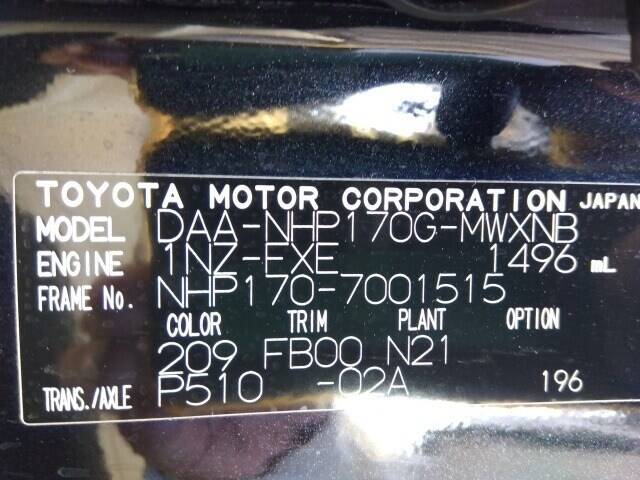 TOYOTA MOTOR CORPORATION JAPAN
MODEL DAA-NHP170G-MWXNB
ENGINE 1NZ-FXE 1496 mL
FRAME No. NHP170-7001515
COLOR TRIM PLANT OPTION
209 FB00 N21
TRANS./AXLE P510 -02A 196